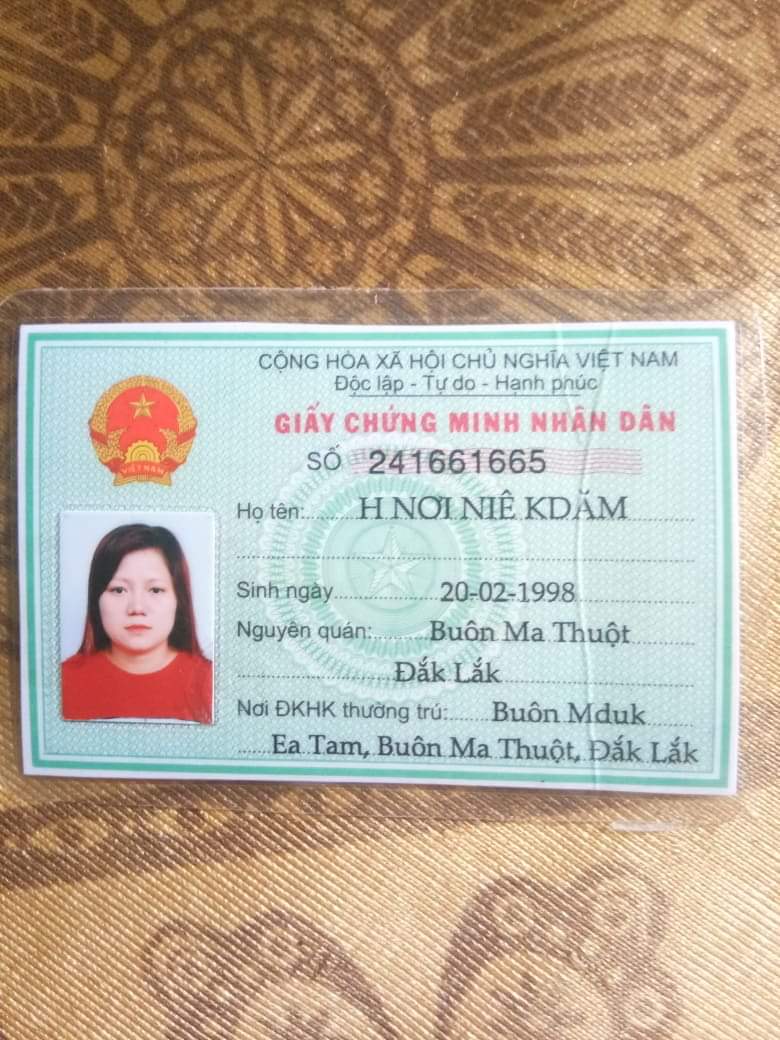 CỘNG HÒA XÃ HỘI CHỦ NGHĨA VIỆT NAM
Độc lập - Tự do - Hạnh phúc
GIẤY CHỨNG MINH NHÂN DÂN
SỐ 241661665
Họ tên: H NƠI NIÊ KDĂM
Sinh ngày 20-02-1998
Nguyên quán: Buôn Ma Thuột
Đắk Lắk
Nơi ĐKHK thường trú: Buôn Mduk
Ea Tam, Buôn Ma Thuột, Đắk Lắk
VIỆT NAM